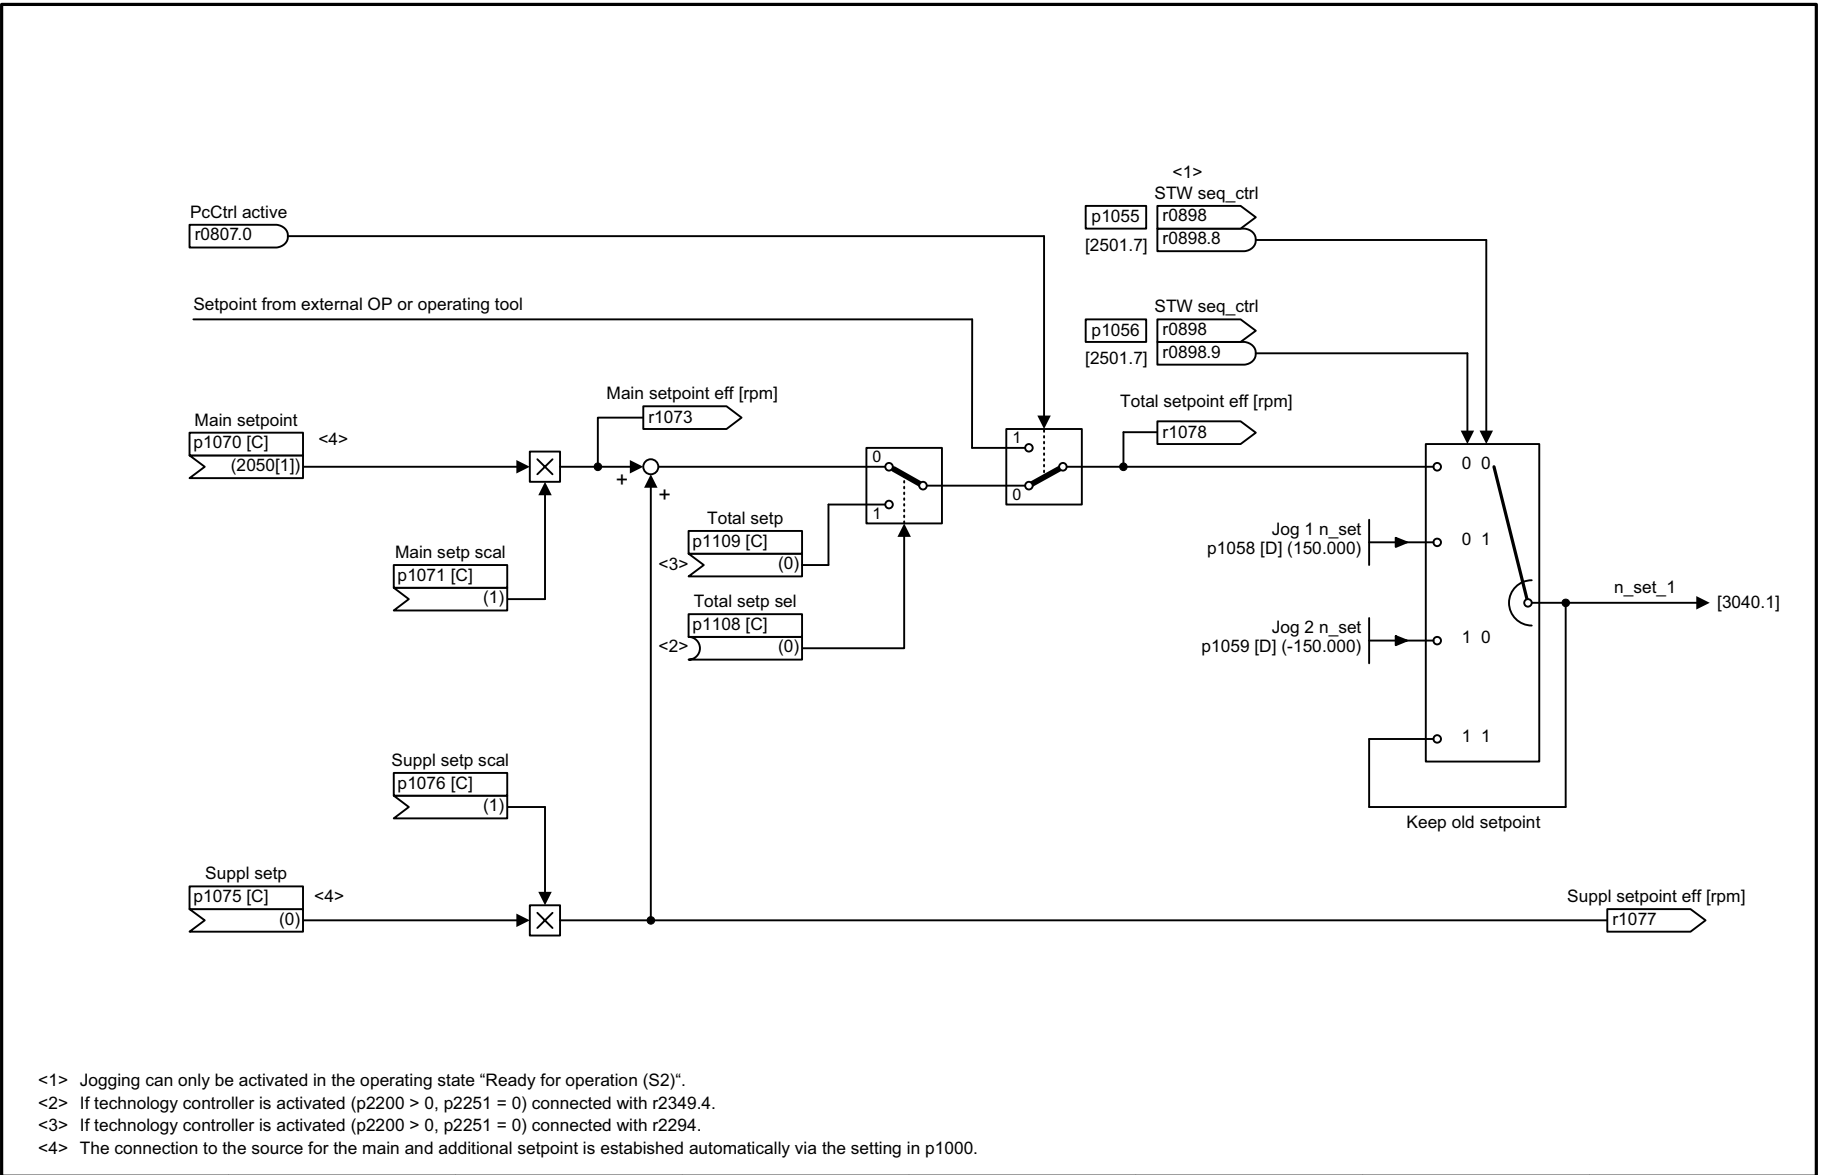 <1>
STW seq_ctrl
PcCtrl active
r0807.0
p1055
r0898
[2501.7]
r0898.8
Setpoint from external OP or operating tool
STW seq_ctrl
p1056
r0898
[2501.7]
r0898.9
Main setpoint eff [rpm]
r1073
Total setpoint eff [rpm]
r1078
Main setpoint
p1070 [C]
<4>
(2050[1])
+
+
0
1
1
0
0 0
Total setp
p1109 [C]
<3>
(0)
Jog 1 n_set
p1058 [D] (150.000)
0 1
Main setp scal
p1071 [C]
(1)
Total setp sel
p1108 [C]
<2>
(0)
n_set_1
[3040.1]
Jog 2 n_set
p1059 [D] (-150.000)
1 0
1 1
Keep old setpoint
Suppl setp scal
p1076 [C]
(1)
Suppl setp
p1075 [C]
<4>
(0)
Suppl setpoint eff [rpm]
r1077
<1> Jogging can only be activated in the operating state “Ready for operation (S2)“.
<2> If technology controller is activated (p2200 > 0, p2251 = 0) connected with r2349.4.
<3> If technology controller is activated (p2200 > 0, p2251 = 0) connected with r2294.
<4> The connection to the source for the main and additional setpoint is estabished automatically via the setting in p1000.